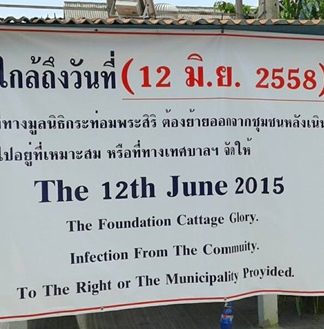 ใกล้ถึงวันที่ (12 มิ.ย. 2558)
ทางมูลนิธิกระท่อมพระสิริ ต้องย้ายออกจากชุมชนหลังเนิน
ไปอยู่ที่เหมาะสม หรือที่ทางเทศบาลฯ จัดให้
The 12th June 2015
The Foundation Cattage Glory.
Infection From The Commuity.
To The Right or The Municipality Proyided.